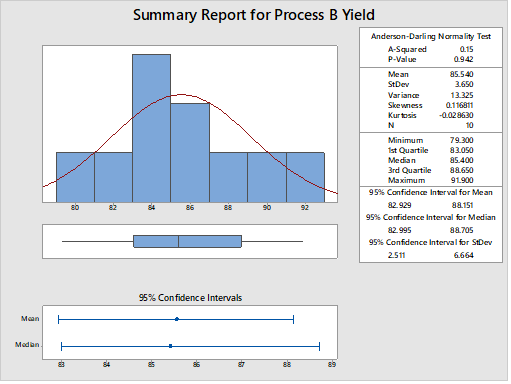 Summary Report for Process B Yield
Anderson-Darling Normality Test
A-Squared 0.15
P-Value 0.942
Mean 85.540
StDev 3.650
Variance 13.325
Skewness 0.116811
Kurtosis -0.028630
N 10
Minimum 79.300
1st Quartile 83.050
Median 85.400
3rd Quartile 88.650
Maximum 91.900
95% Confidence Interval for Mean
82.929 88.151
95% Confidence Interval for Median
82.995 88.705
95% Confidence Interval for StDev
2.511 6.664
80 82 84 86 88 90 92
95% Confidence Intervals
Mean
Median
83 84 85 86 87 88 89